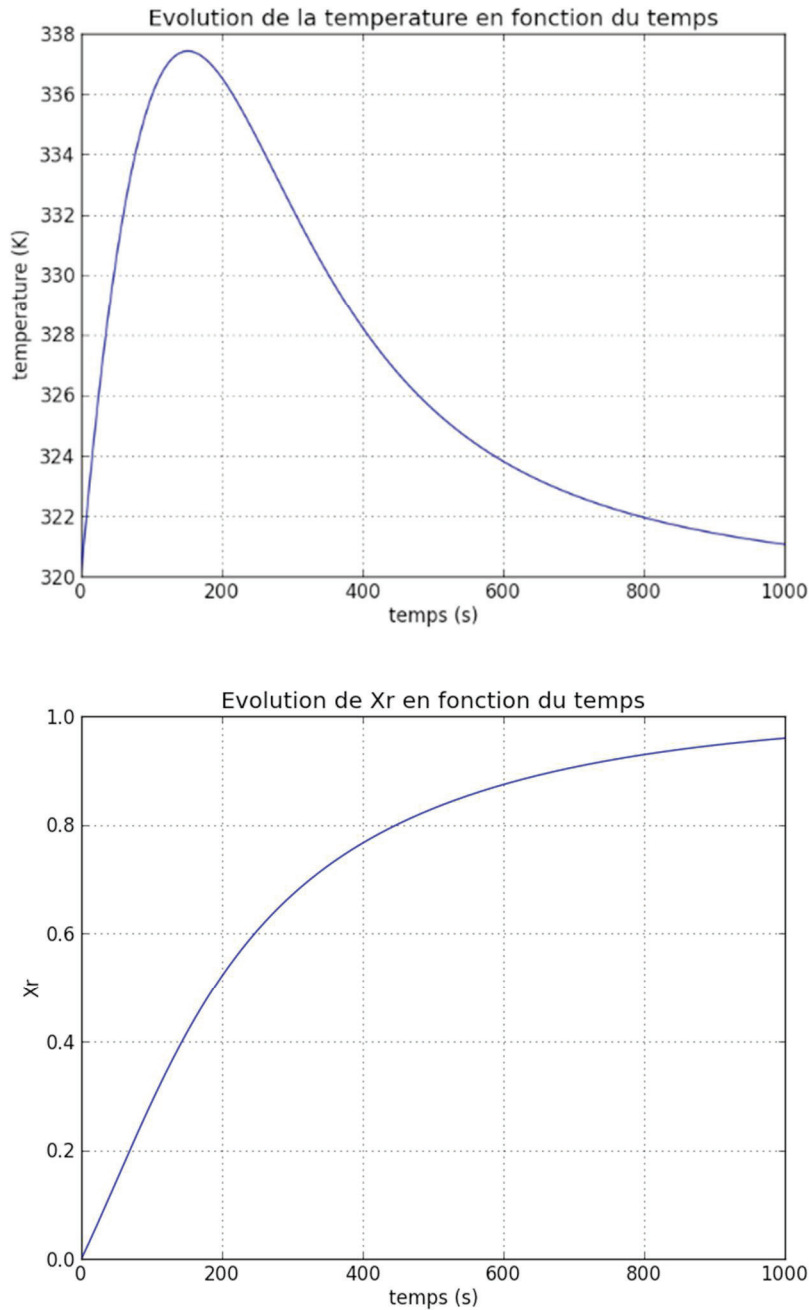 Evolution de la temperature en fonction du temps
338
336
334
332
330
328
326
324
322
320
temperature (K)
0 200 400 600 800 1000
temps (s)
Evolution de Xr en fonction du temps
1.0
0.8
0.6
0.4
0.2
0.0
Xr
0 200 400 600 800 1000
temps (s)